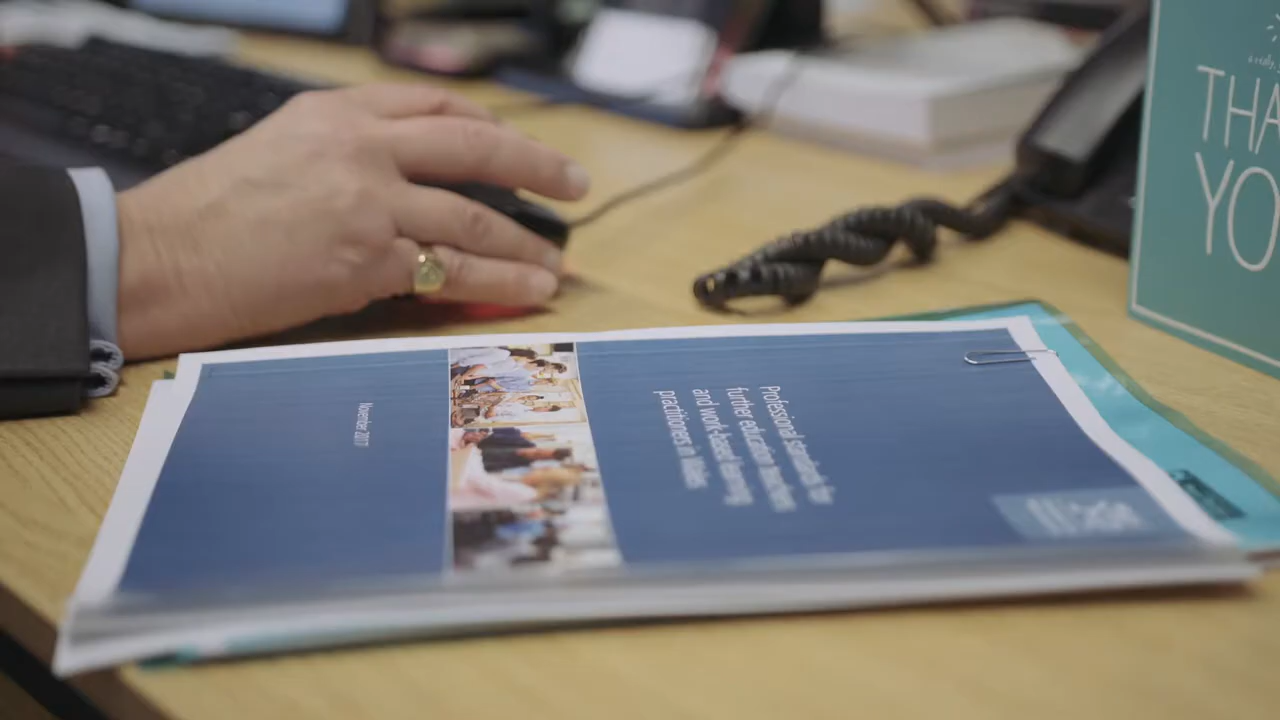 Professional standards for
further education teachers
and work-based learning
practitioners in Wales
November 2017
THA
YO